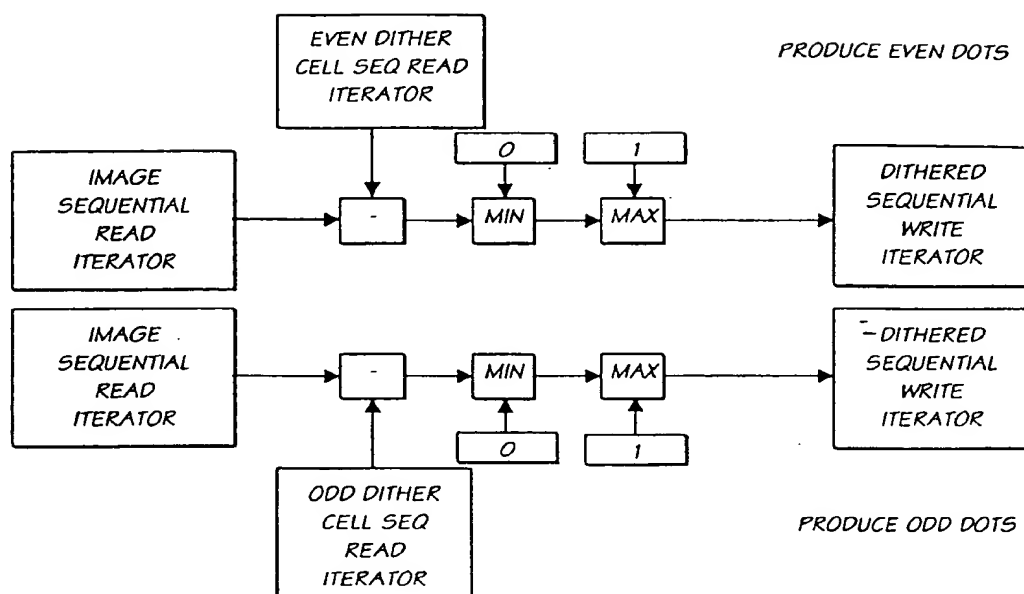 EVEN DITHER
CELL SEQ READ
ITERATOR
PRODUCE EVEN DOTS
0
1
IMAGE
SEQUENTIAL
READ
ITERATOR
-
MIN
MAX
DITHERED
SEQUENTIAL
WRITE
ITERATOR
IMAGE
SEQUENTIAL
READ
ITERATOR
-
MIN
MAX
DITHERED
SEQUENTIAL
WRITE
ITERATOR
0
1
ODD DITHER
CELL SEQ
READ
ITERATOR
PRODUCE ODD DOTS